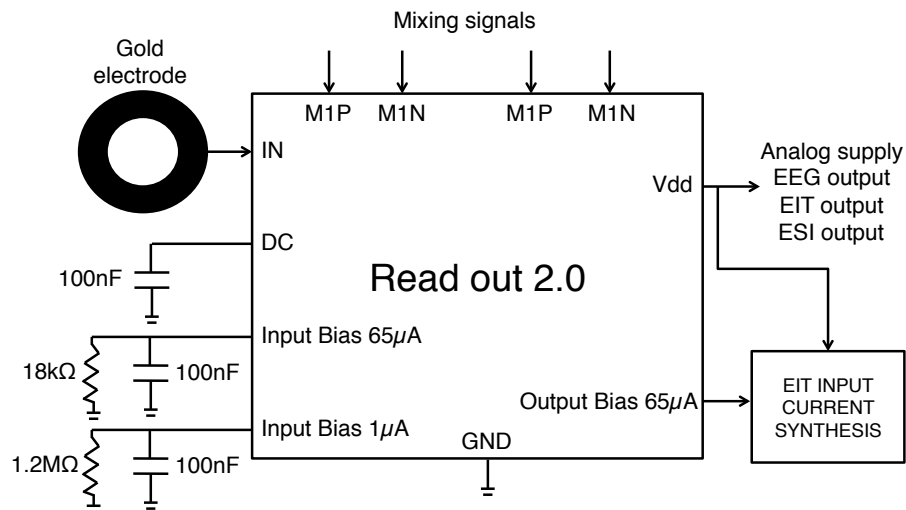 Mixing signals
Gold
electrode
M1P
M1N
M1P
M1N
IN
Analog supply
EEG output
EIT output
ESI output
Vdd
DC
100nF
Read out 2.0
Input Bias 65µA
18kΩ
100nF
Output Bias 65µA
EIT INPUT
CURRENT
SYNTHESIS
Input Bias 1µA
GND
1.2MΩ
100nF